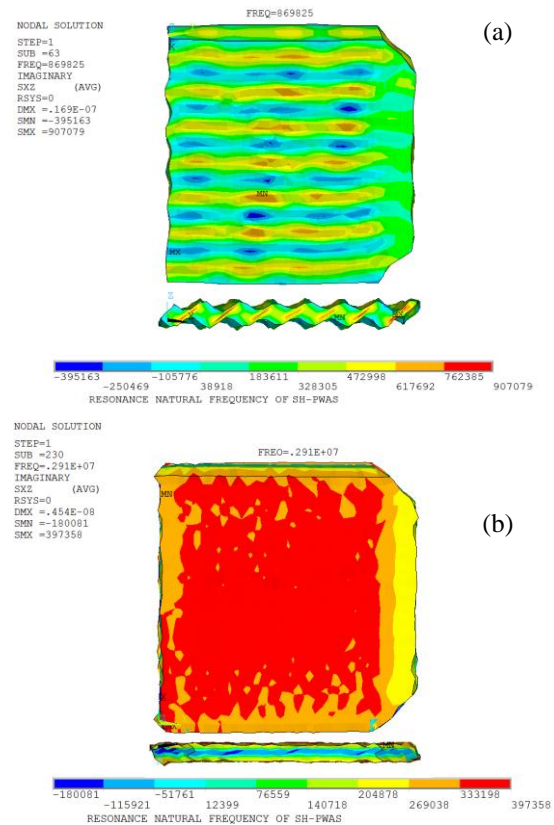 FREQ=869825
(a)
NODAL SOLUTION
STEP=1
SUB =63
FREQ=869825
IMAGINARY
SXZ (AVG)
RSYS=0
DMX =.169E-07
SMN =-395163
SMX =907079
MN
MX
Z
MN
-395163 -105776 183611 472998 762385
-250469 38918 328305 617692 907079
RESONANCE NATURAL FREQUENCY OF SH-PWAS
NODAL SOLUTION
STEP=1
SUB =230
FREQ=.291E+07
IMAGINARY
SXZ (AVG)
RSYS=0
DMX =.454E-08
SMN =-180081
SMX =397358
FREQ=.291E+07
(b)
MN
MN
-180081 -51761 76559 204878 333198
-115921 12399 140718 269038 397358
RESONANCE NATURAL FREQUENCY OF SH-PWAS